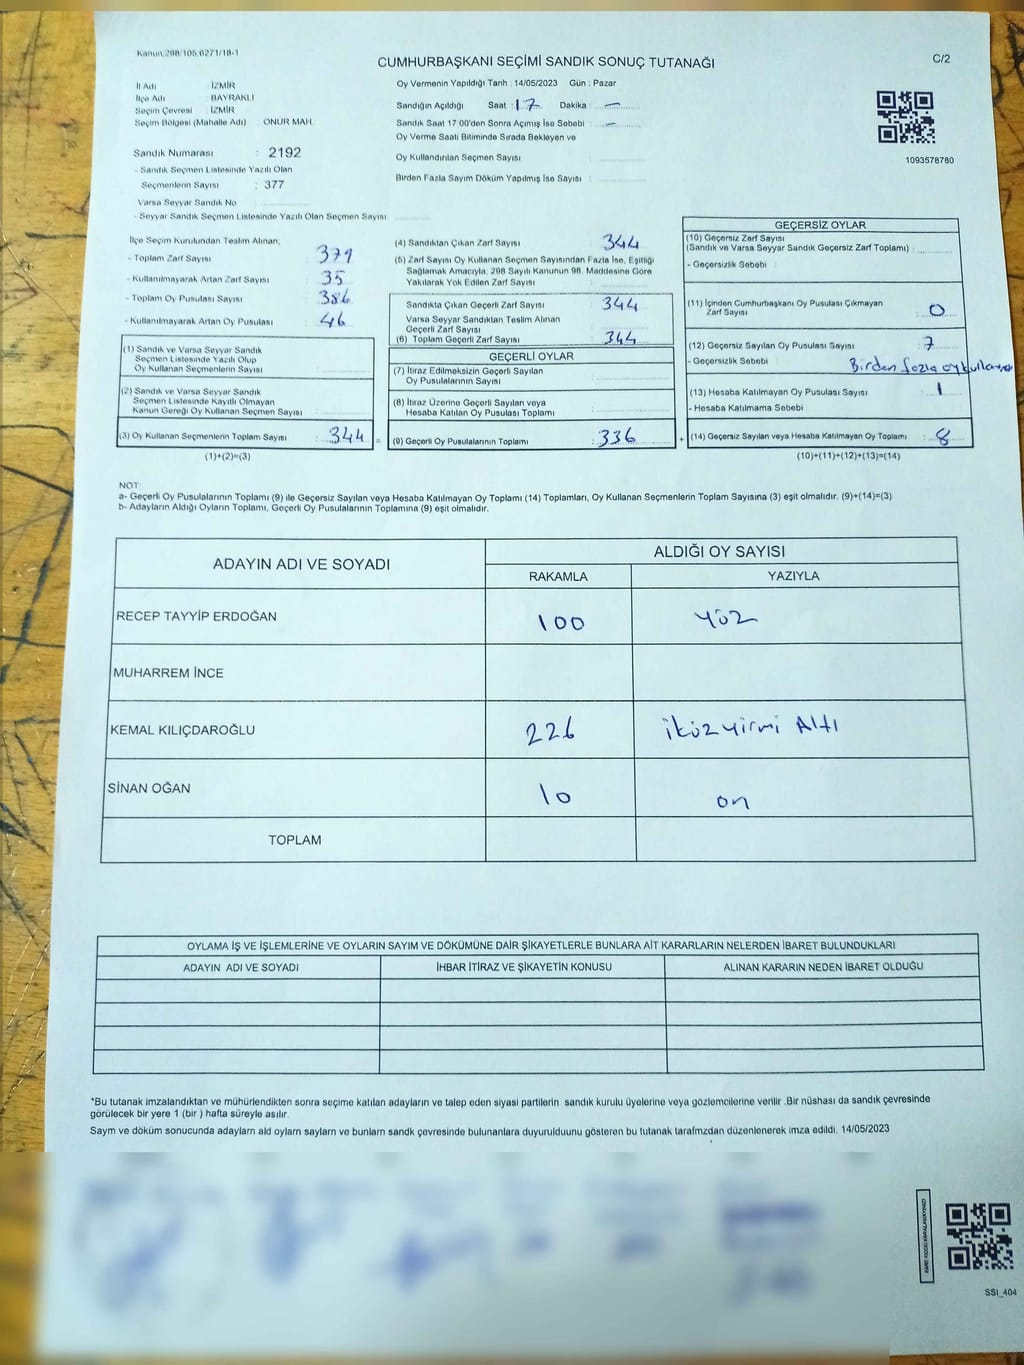 Kanun:298/105,6271/18-1
CUMHURBAŞKANI SEÇİMİ SANDIK SONUÇ TUTANAĞI
C/2
İl Adı : İZMİR
İlçe Adı : BAYRAKLI
Seçim Çevresi : İZMİR
Seçim Bölgesi (Mahalle Adı) : ONUR MAH.
Sandık Numarası : 2192
- Sandık Seçmen Listesinde Yazılı Olan
Seçmenlerin Sayısı : 377
Varsa Seyyar Sandık No :
- Seyyar Sandık Seçmen Listesinde Yazılı Olan Seçmen Sayısı :
Oy Vermenin Yapıldığı Tarih : 14/05/2023 Gün : Pazar
Sandığın Açıldığı Saat : 17 Dakika : —
Sandık Saat 17:00'den Sonra Açımış İse Sebebi : —
Oy Verme Saati Bitiminde Sırada Bekleyen ve
Oy Kullandırılan Seçmen Sayısı :
Birden Fazla Sayım Döküm Yapılmış İse Sayısı :
1093578780
İlçe Seçim Kurulundan Teslim Alınan;
- Toplam Zarf Sayısı : 379
- Kullanılmayarak Artan Zarf Sayısı : 35
- Toplam Oy Pusulası Sayısı : 386
- Kullanılmayarak Artan Oy Pusulası : 46
(1) Sandık ve Varsa Seyyar Sandık
Seçmen Listesinde Yazılı Olup
Oy Kullanan Seçmenlerin Sayısı :
(2) Sandık ve Varsa Seyyar Sandık
Seçmen Listesinde Kayıtlı Olmayan
Kanun Gereği Oy Kullanan Seçmen Sayısı :
(3) Oy Kullanan Seçmenlerin Toplam Sayısı : 344 =
(1)+(2)=(3)
(4) Sandıktan Çıkan Zarf Sayısı : 344
(5) Zarf Sayısı Oy Kullanan Seçmen Sayısından Fazla İse, Eşitliği
Sağlamak Amacıyla, 298 Sayılı Kanunun 98. Maddesine Göre
Yakılarak Yok Edilen Zarf Sayısı :
Sandıkta Çıkan Geçerli Zarf Sayısı : 344
Varsa Seyyar Sandıktan Teslim Alınan
Geçerli Zarf Sayısı :
(6) Toplam Geçerli Zarf Sayısı : 344
GEÇERLİ OYLAR
(7) İtiraz Edilmeksizin Geçerli Sayılan
Oy Pusulalarının Sayısı :
(8) İtiraz Üzerine Geçerli Sayılan veya
Hesaba Katılan Oy Pusulası Toplamı :
(9) Geçerli Oy Pusulalarının Toplamı : 336 +
GEÇERSİZ OYLAR
(10) Geçersiz Zarf Sayısı
(Sandık ve Varsa Seyyar Sandık Geçersiz Zarf Toplamı) :
- Geçersizlik Sebebi :
(11) İçinden Cumhurbaşkanı Oy Pusulası Çıkmayan
Zarf Sayısı : 0
(12) Geçersiz Sayılan Oy Pusulası Sayısı : 7
- Geçersizlik Sebebi : Birden fazla oy
(13) Hesaba Katılmayan Oy Pusulası Sayısı : 1
- Hesaba Katılmama Sebebi :
(14) Geçersiz Sayılan veya Hesaba Katılmayan Oy Toplamı : 8
(10)+(11)+(12)+(13)=(14)
NOT:
a- Geçerli Oy Pusulalarının Toplamı (9) ile Geçersiz Sayılan veya Hesaba Katılmayan Oy Toplamı (14) Toplamları, Oy Kullanan Seçmenlerin Toplam Sayısına (3) eşit olmalıdır. (9)+(14)=(3)
b- Adayların Aldığı Oyların Toplamı, Geçerli Oy Pusulalarının Toplamına (9) eşit olmalıdır.
ADAYIN ADI VE SOYADI
ALDIĞI OY SAYISI
RAKAMLA YAZIYLA
RECEP TAYYİP ERDOĞAN 100 yüz
MUHARREM İNCE
KEMAL KILIÇDAROĞLU 226 iküzyirmi Altı
SİNAN OĞAN 10 on
TOPLAM
OYLAMA İŞ VE İŞLEMLERİNE VE OYLARIN SAYIM VE DÖKÜMÜNE DAİR ŞİKAYETLERLE BUNLARA AİT KARARLARIN NELERDEN İBARET BULUNDUKLARI
ADAYIN ADI VE SOYADI İHBAR İTİRAZ VE ŞİKAYETİN KONUSU ALINAN KARARIN NEDEN İBARET OLDUĞU
*Bu tutanak imzalandıktan ve mühürlendikten sonra seçime katılan adayların ve talep eden siyasi partilerin sandık kurulu üyelerine veya gözlemcilerine verilir .Bir nüshası da sandık çevresinde
görülecek bir yere 1 (bir ) hafta süreyle asılır.
Saym ve döküm sonucunda adaylarn ald oylarn saylarn ve bunlarn sandk çevresinde bulunanlara duyurulduunu gösteren bu tutanak tarafmzdan düzenlenerek imza edildi. 14/05/2023
KARE KODU KARALAMAYINIZ!
SSI_404